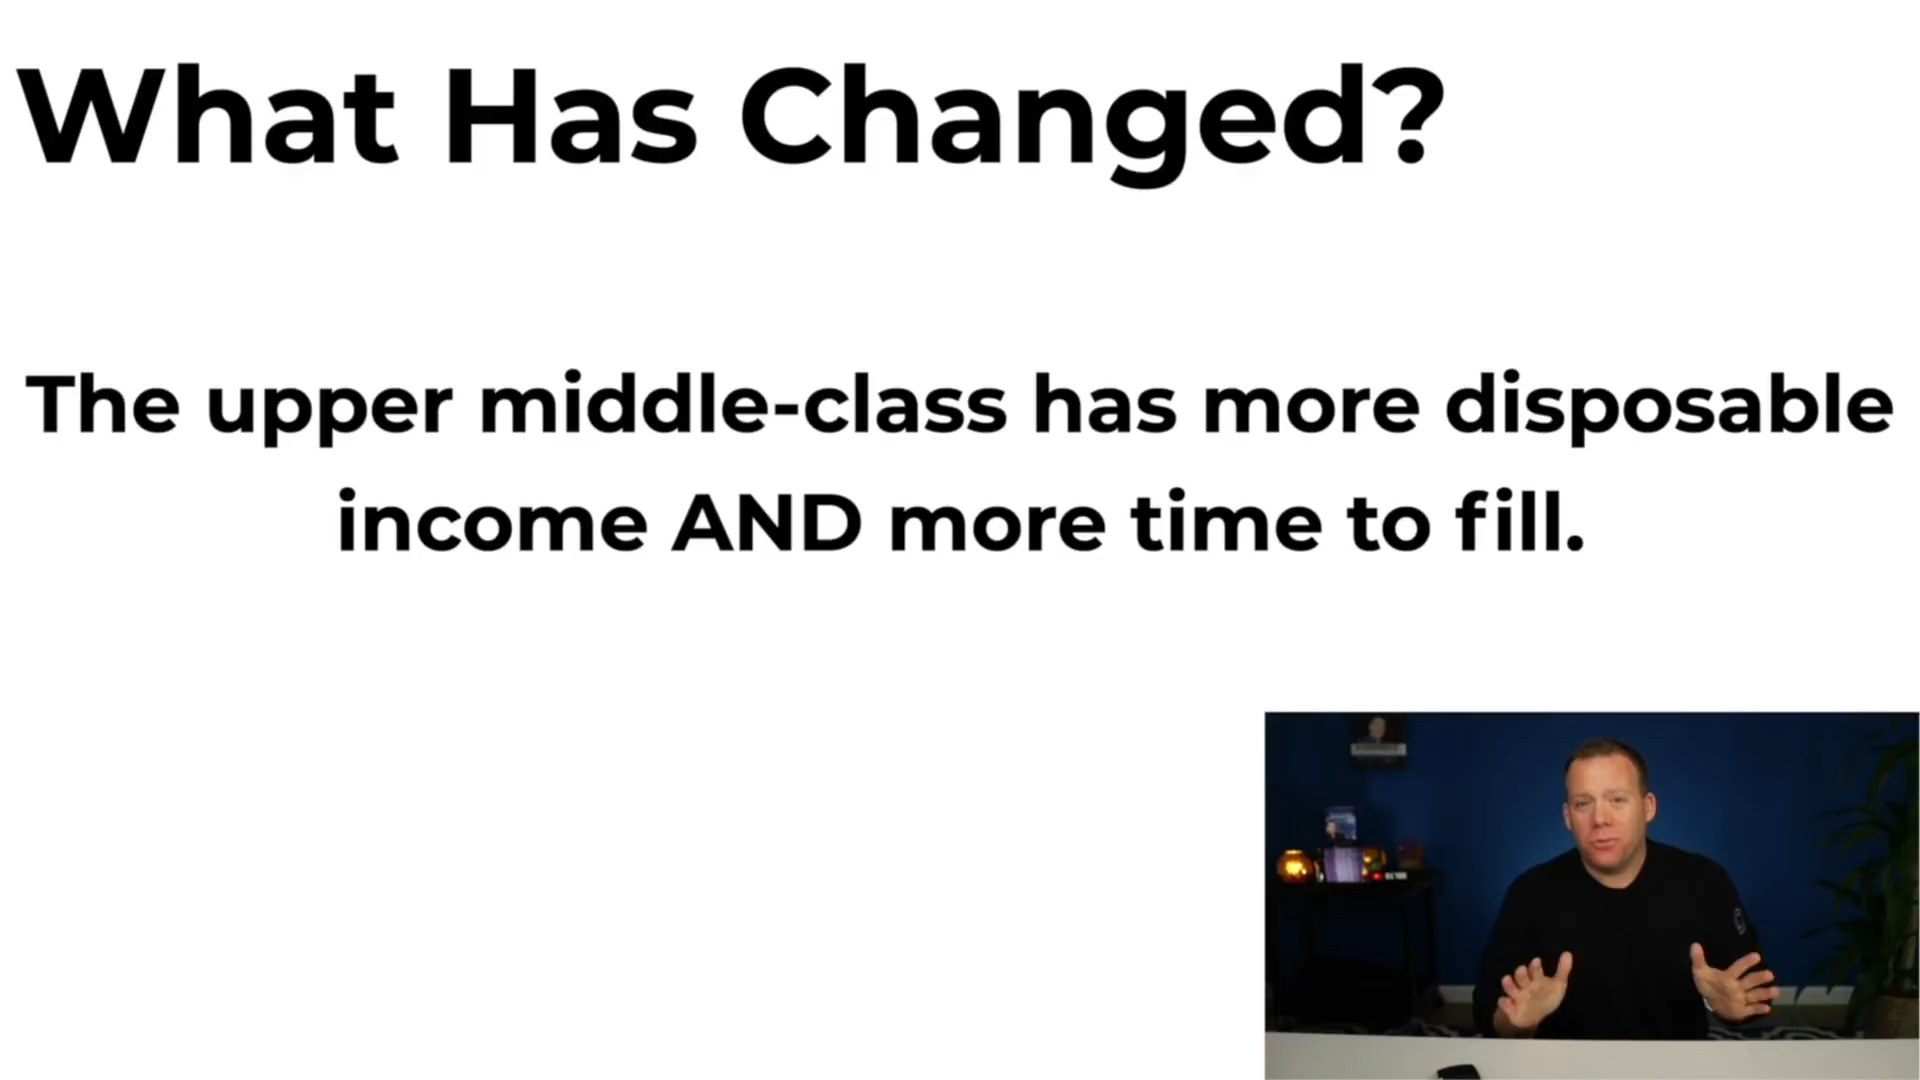 What Has Changed?
The upper middle-class has more disposable
income AND more time to fill.